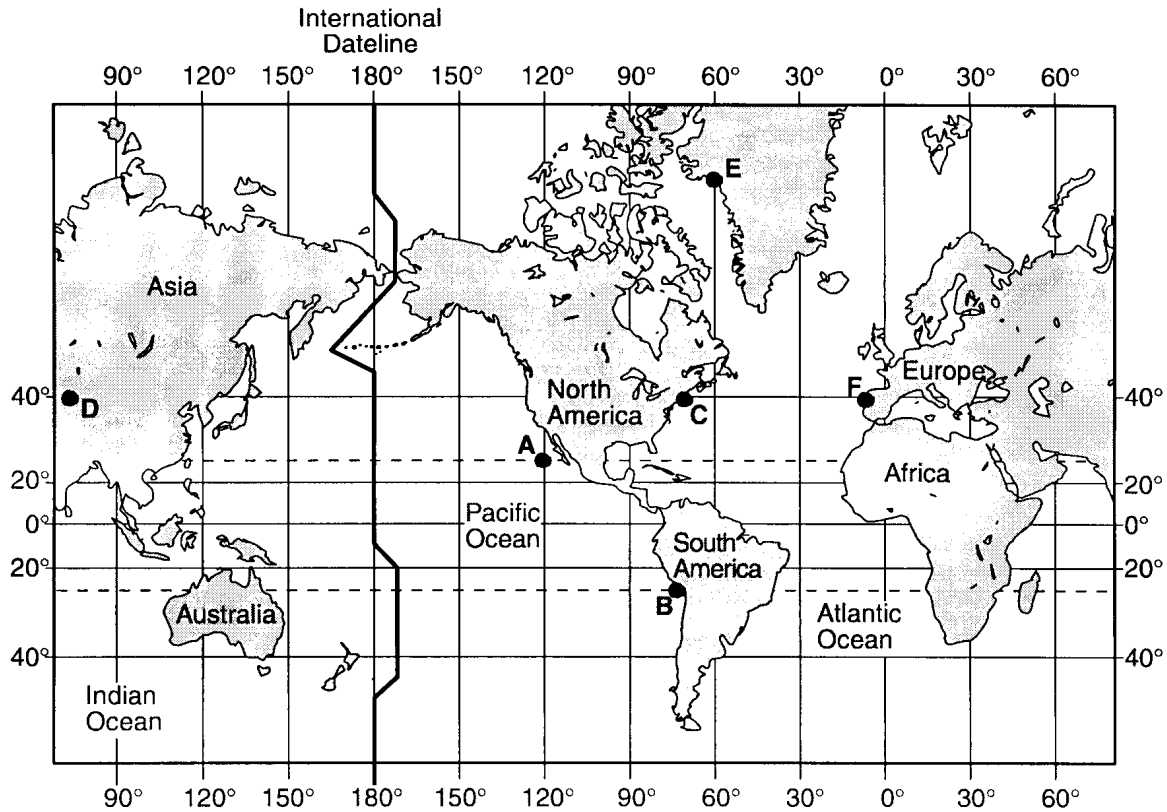 International
Dateline
90° 120° 150° 180° 150° 120° 90° 60° 30° 0° 30° 60°
E
Asia
Europe
F
North
America
40° D C 40°
A
Africa
20° 20°
Pacific
Ocean
0° 0°
South
America
20° 20°
B
Australia
Atlantic
Ocean
40° 40°
Indian
Ocean
90° 120° 150° 180° 150° 120° 90° 60° 30° 0° 30° 60°